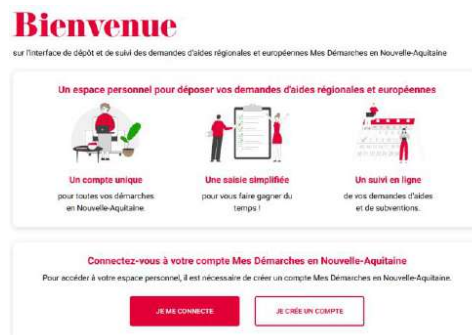 Bienvenue
sur l'interface de dépôt et de suivi des demandes d'aides régionales et européennes Mes Démarches en Nouvelle-Aquitaine
Un espace personnel pour déposer vos demandes d'aides régionales et européennes
Un compte unique
pour toutes vos démarches
en Nouvelle-Aquitaine.
Une saisie simplifiée
pour vous faire gagner du
temps !
Un suivi en ligne
de vos demandes d'aides
et de subventions.
Connectez-vous à votre compte Mes Démarches en Nouvelle-Aquitaine
Pour accéder à votre espace personnel, il est nécessaire de créer un compte Mes Démarches en Nouvelle-Aquitaine.
JE ME CONNECTE
JE CRÉE UN COMPTE